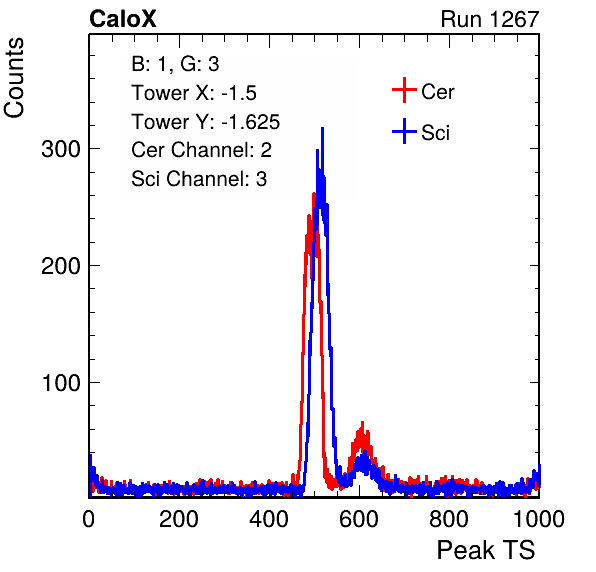 CaloX Run 1267
Counts
B: 1, G: 3
Tower X: -1.5
Tower Y: -1.625
Cer Channel: 2
Sci Channel: 3
Cer
Sci
300
200
100
0 200 400 600 800 1000
Peak TS